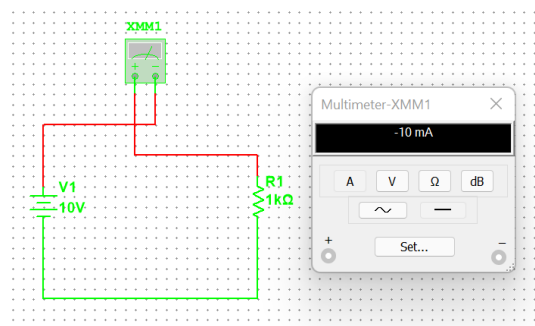 XMM1
+ −
V1
10V
R1
1kΩ
Multimeter-XMM1
-10 mA
A V Ω dB
+ Set... −